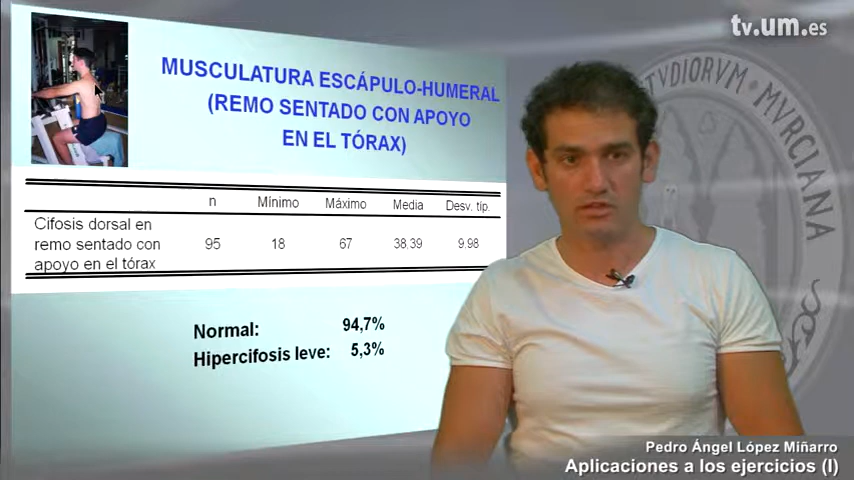 tv.um.es
MUSCULATURA ESCÁPULO-HUMERAL
(REMO SENTADO CON APOYO
EN EL TÓRAX)
n Mínimo Máximo Media Desv. típ.
Cifosis dorsal en
remo sentado con
apoyo en el tórax
95 18 67 38,39 9.98
Normal: 94,7%
Hipercifosis leve: 5,3%
STVDIORVM MVRCIANA
Pedro Ángel López Miñarro
Aplicaciones a los ejercicios (I)